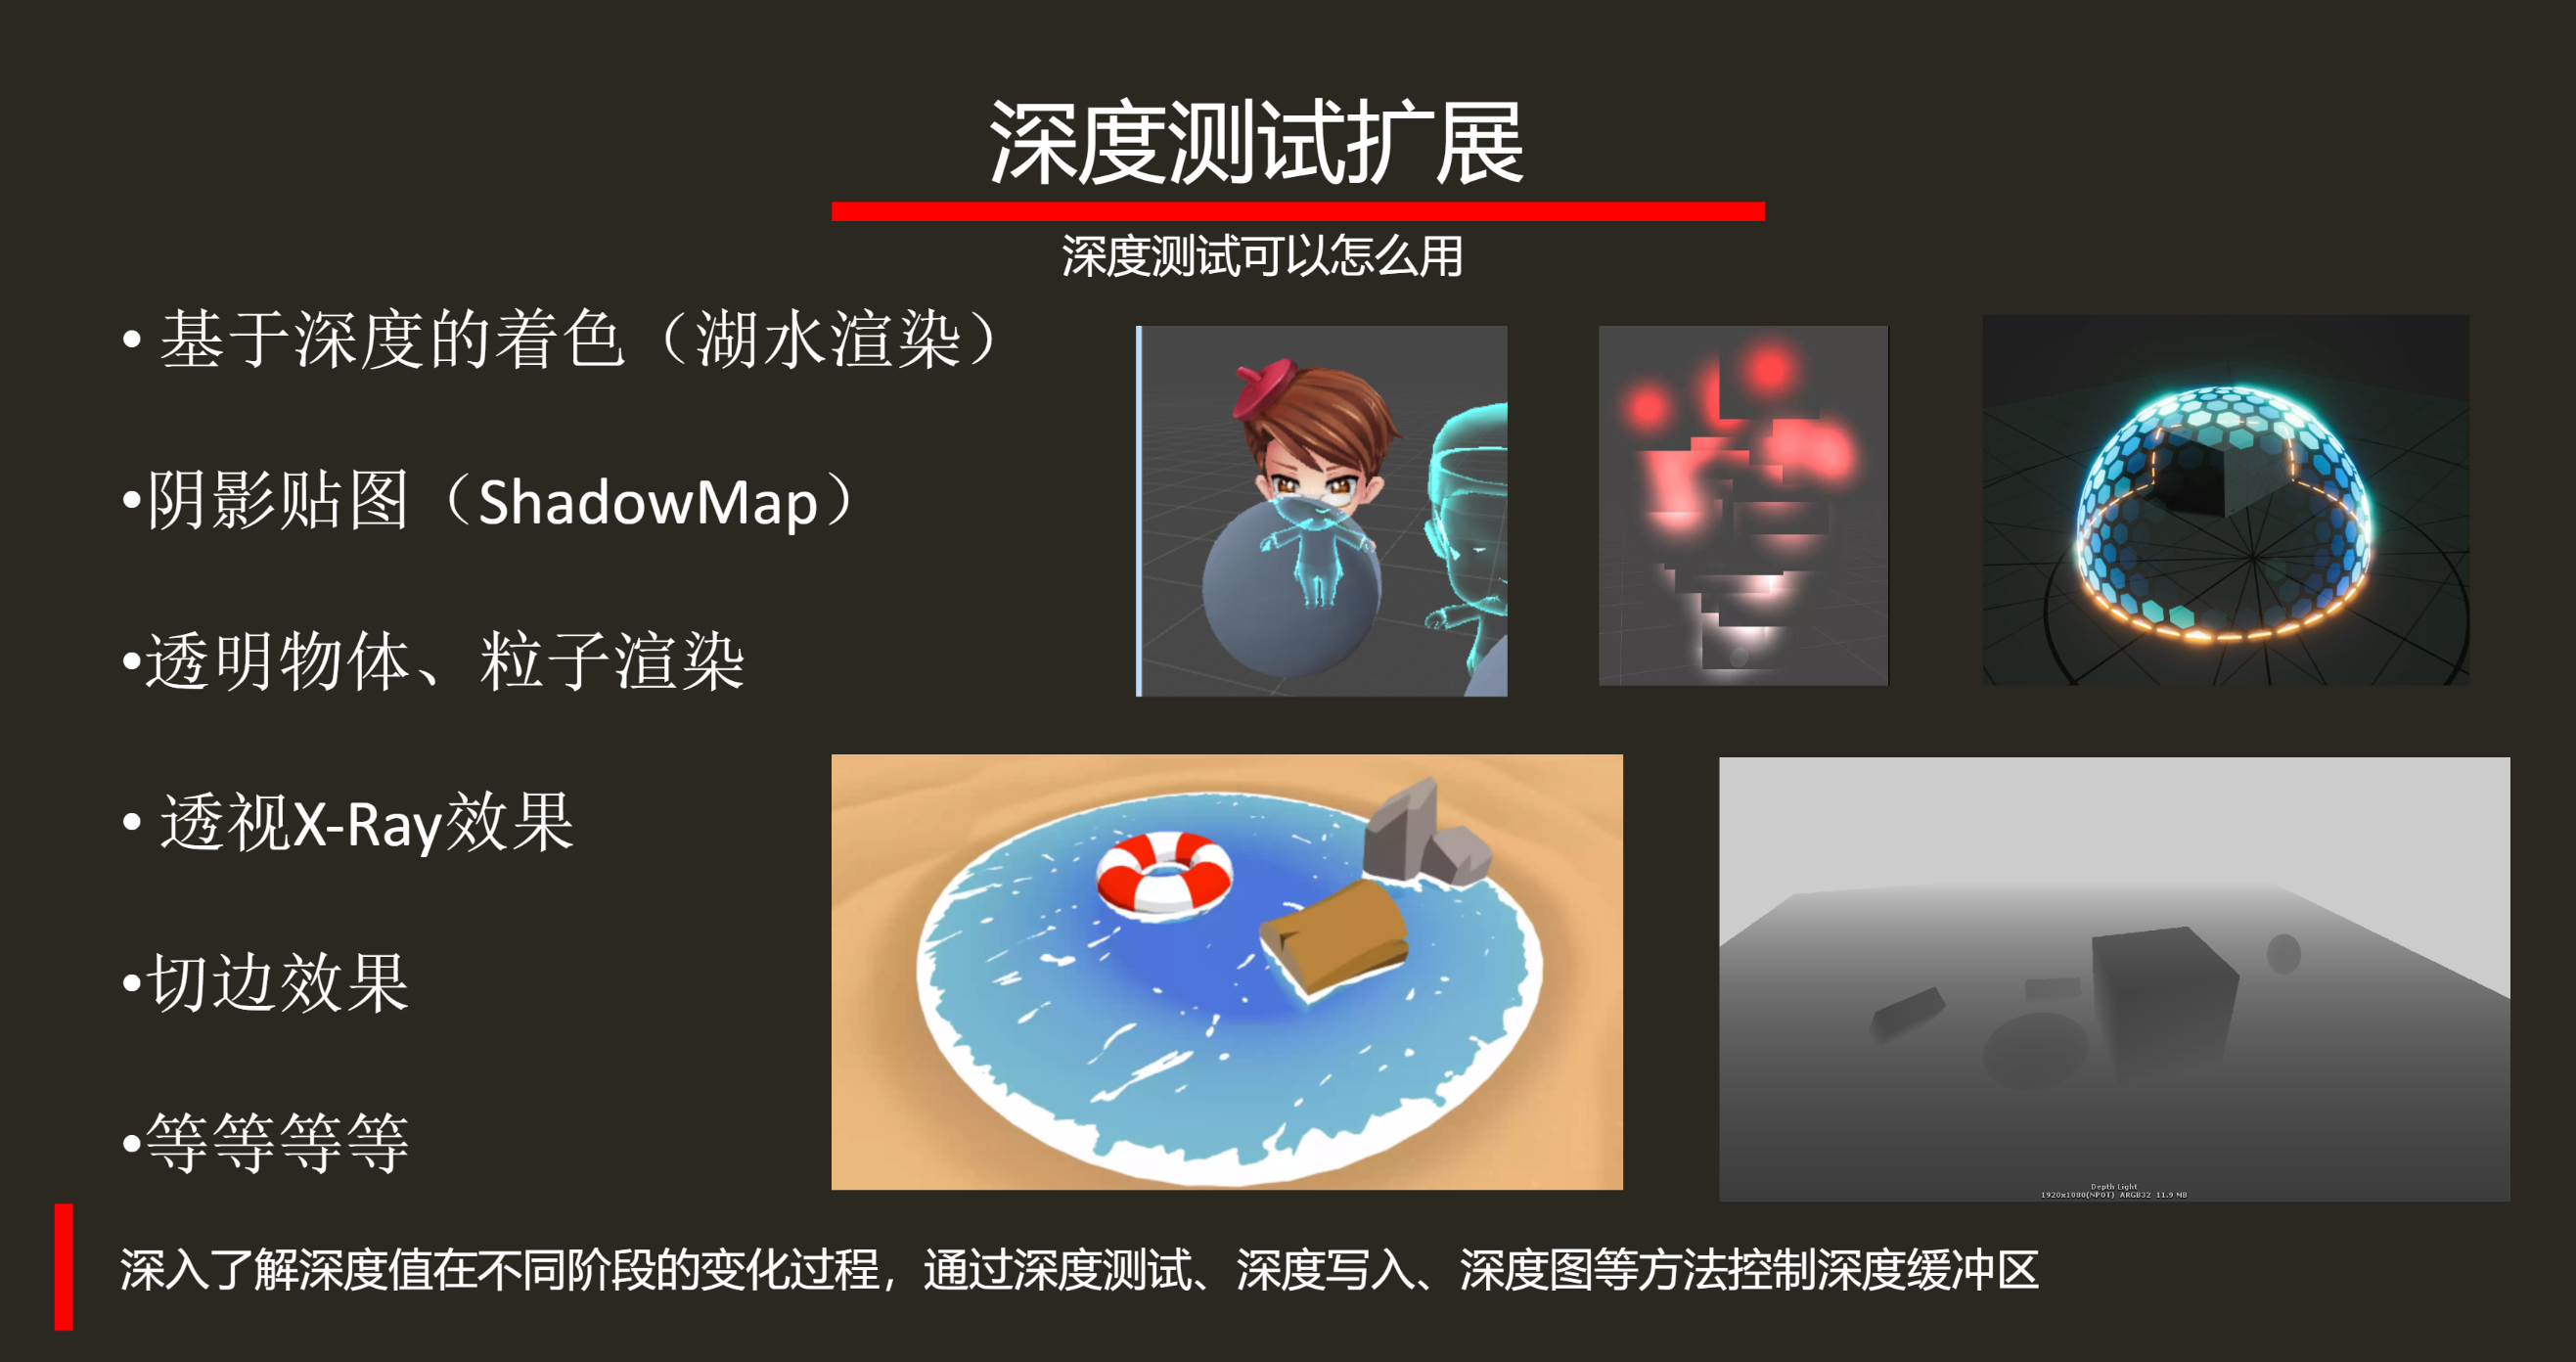 深度测试扩展
深度测试可以怎么用
• 基于深度的着色（湖水渲染）
•阴影贴图（ShadowMap）
•透明物体、粒子渲染
• 透视X-Ray效果
•切边效果
•等等等等
Depth Light
1920x1080(NPOT) ARGB32 11.9 MB
深入了解深度值在不同阶段的变化过程，通过深度测试、深度写入、深度图等方法控制深度缓冲区